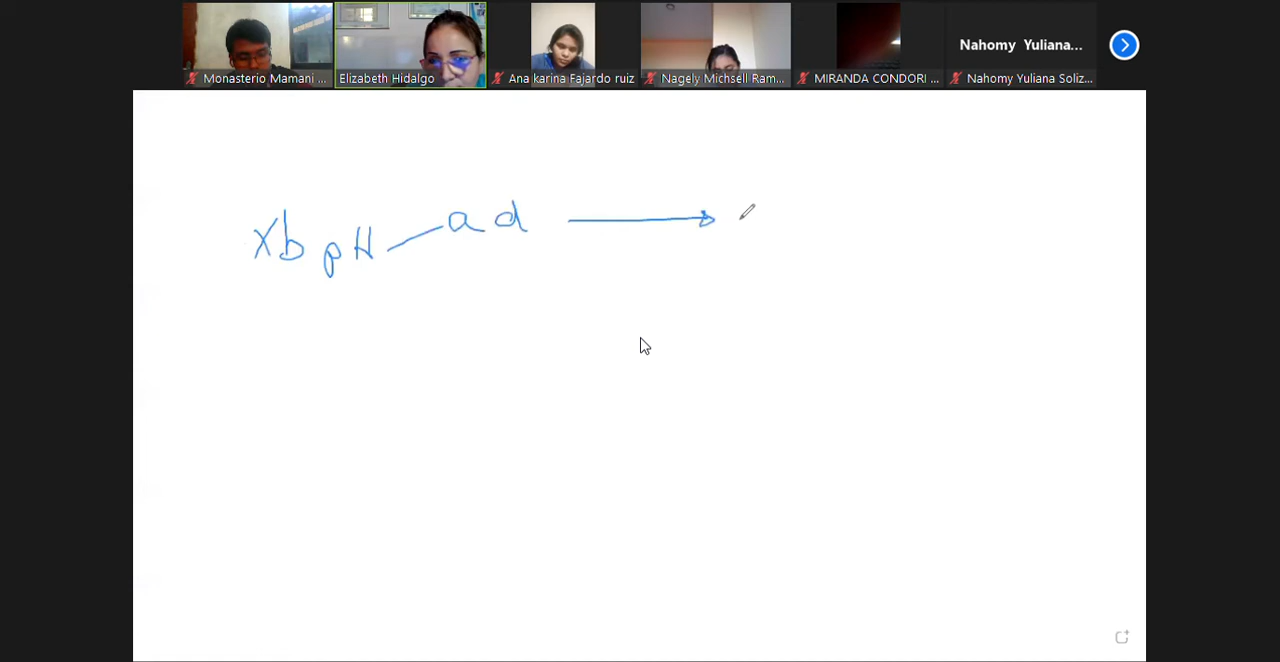 Nahomy Yuliana...
Monasterio Mamani ...
Elizabeth Hidalgo
Ana karina Fajardo ruiz
Nagely Michsell Ram...
MIRANDA CONDORI ...
Nahomy Yuliana Soliz...
xb pH — a d →